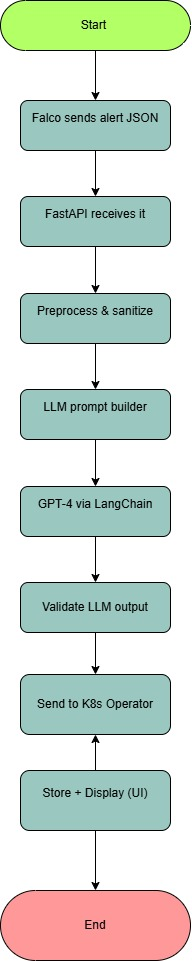 Start
Falco sends alert JSON
FastAPI receives it
Preprocess & sanitize
LLM prompt builder
GPT-4 via LangChain
Validate LLM output
Send to K8s Operator
Store + Display (UI)
End